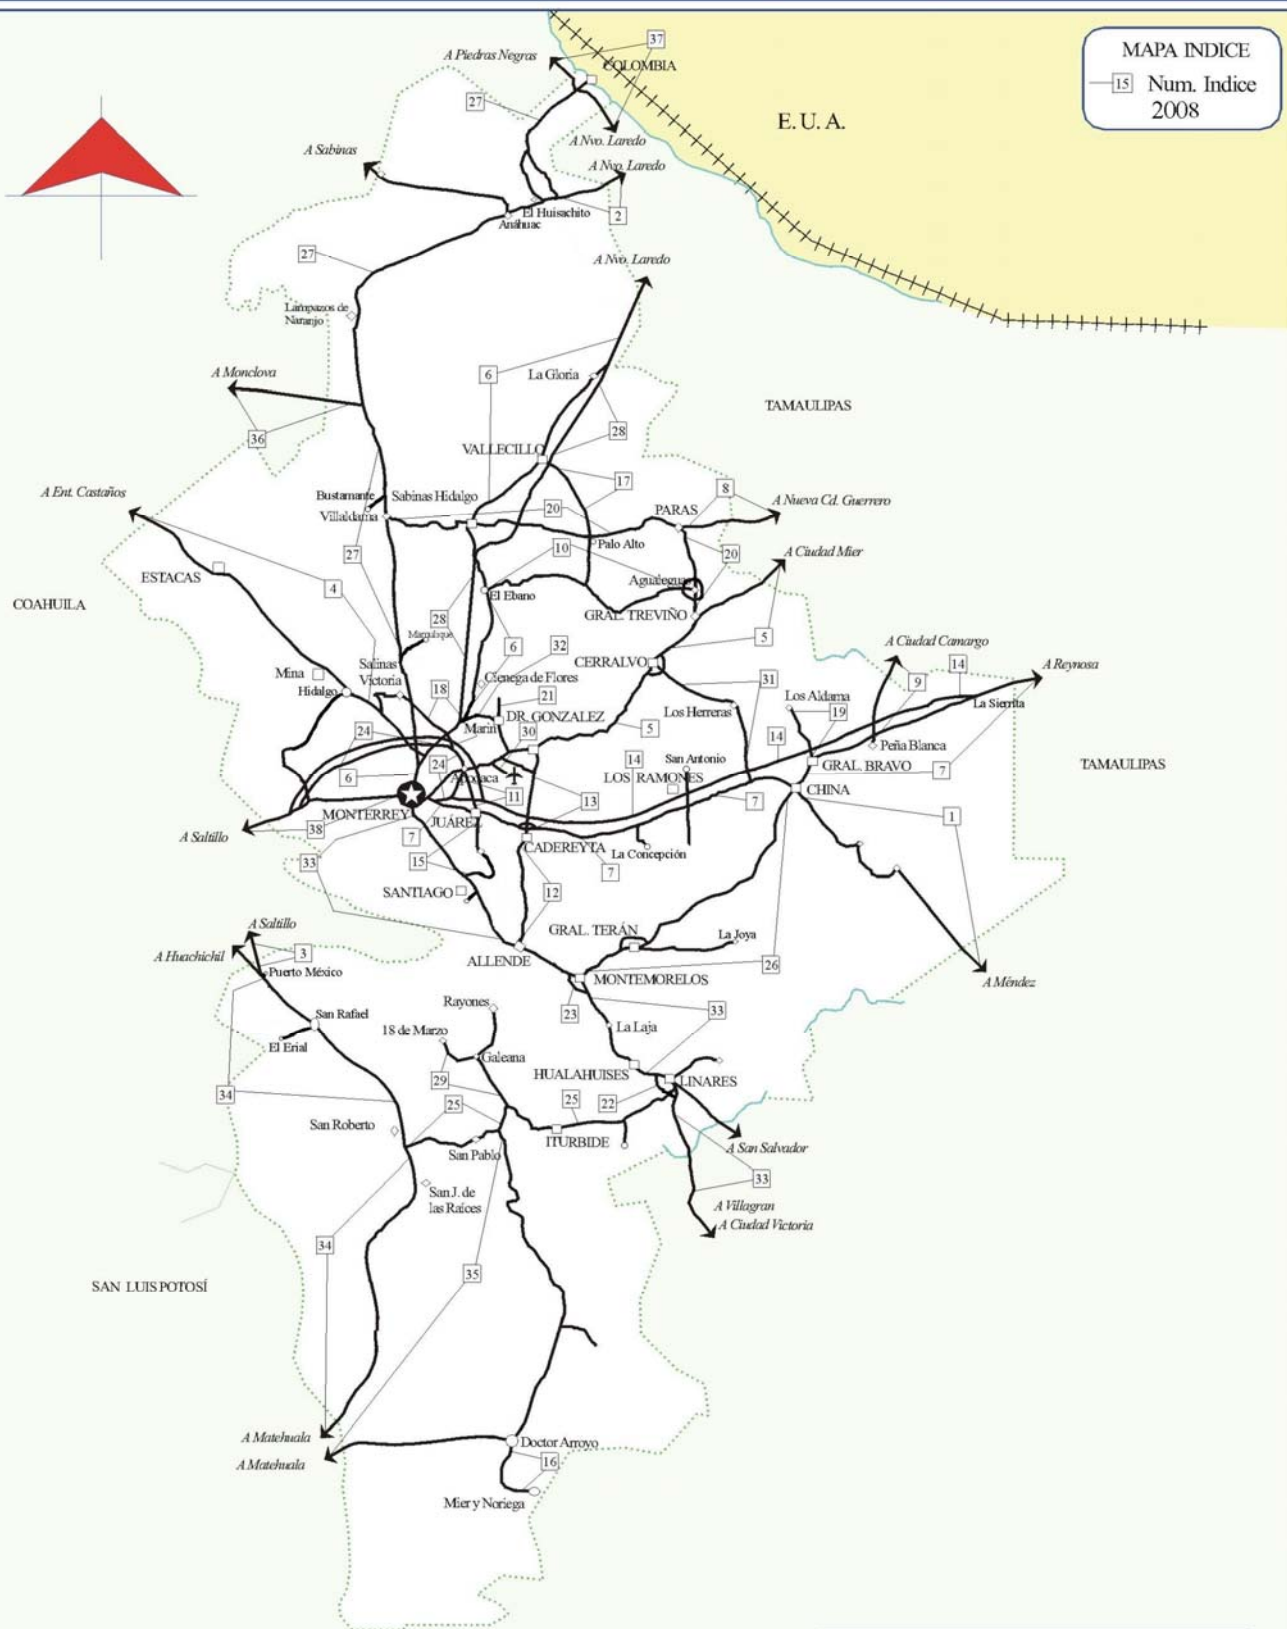 37
A Piedras Negras
COLOMBIA
MAPA INDICE
15 Num. Indice
2008
27
E. U. A.
A Nvo. Laredo
A Sabinas
A Nvo. Laredo
El Huisachito
2
Anáhuac
27
A Nvo. Laredo
Lampazos de
Naranjo
A Monclova
6
La Gloria
TAMAULIPAS
36
28
VALLECILLO
17
8
A Ent. Castaños
Bustamante
Sabinas Hidalgo
A Nueva Cd. Guerrero
Villaldama
20
PARAS
10
Palo Alto
27
20
A Ciudad Mier
ESTACAS
4
El Ebano
Agualeguas
COAHUILA
GRAL. TREVIÑO
28
6
32
5
A Ciudad Camargo
14
A Reynosa
Salinas
Victoria
CERRALVO
Mina
Hidalgo
Cienega de Flores
31
9
18
21
Los Aldama
La Sierrita
Marin
DR. GONZALEZ
Los Herreras
19
24
30
5
14
Peña Blanca
24
14
San Antonio
GRAL. BRAVO
7
TAMAULIPAS
6
Apodaca
LOS RAMONES
11
13
7
CHINA
MONTERREY
JUÁREZ
1
A Saltillo
38
7
CADEREYTA
La Concepción
33
15
7
SANTIAGO
12
A Saltillo
GRAL. TERÁN
La Joya
A Huachichil
3
ALLENDE
26
Puerto México
MONTEMORELOS
A Méndez
Rayones
23
33
San Rafael
18 de Marzo
La Laja
El Erial
Galeana
29
HUALAHUISES
LINARES
34
25
25
22
San Roberto
ITURBIDE
San Pablo
A San Salvador
33
San J. de
las Raíces
A Villagran
A Ciudad Victoria
34
35
SAN LUIS POTOSÍ
A Matehuala
Doctor Arroyo
A Matehuala
16
Mier y Noriega